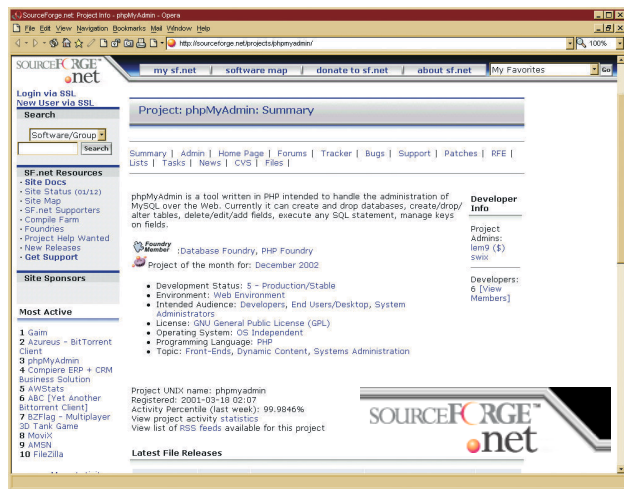 SourceForge.net: Project Info - phpMyAdmin - Opera
File Edit View Navigation Bookmarks Mail Window Help
http://sourceforge.net/projects/phpmyadmin/
100%
SOURCEFORGE™
.net
my sf.net / software map / donate to sf.net / about sf.net
My Favorites
Go
Login via SSL
New User via SSL
Search
Software/Group
Search
SF.net Resources
· Site Docs
· Site Status (01/12)
· Site Map
· SF.net Supporters
· Compile Farm
· Foundries
· Project Help Wanted
· New Releases
· Get Support
Site Sponsors
Most Active
1 Gaim
2 Azureus - BitTorrent
Client
3 phpMyAdmin
4 Compiere ERP + CRM
Business Solution
5 AWStats
6 ABC [Yet Another
Bittorrent Client]
7 BZFlag - Multiplayer
3D Tank Game
8 MoviX
9 AMSN
10 FileZilla
Project: phpMyAdmin: Summary
Summary | Admin | Home Page | Forums | Tracker | Bugs | Support | Patches | RFE |
Lists | Tasks | News | CVS | Files |
phpMyAdmin is a tool written in PHP intended to handle the administration of
MySQL over the Web. Currently it can create and drop databases, create/drop/
alter tables, delete/edit/add fields, execute any SQL statement, manage keys
on fields.
Foundry
Member :Database Foundry, PHP Foundry
Project of the month for: December 2002
• Development Status: 5 - Production/Stable
• Environment: Web Environment
• Intended Audience: Developers, End Users/Desktop, System
Administrators
• License: GNU General Public License (GPL)
• Operating System: OS Independent
• Programming Language: PHP
• Topic: Front-Ends, Dynamic Content, Systems Administration
Project UNIX name: phpmyadmin
Registered: 2001-03-18 02:07
Activity Percentile (last week): 99.9846%
View project activity statistics
View list of RSS feeds available for this project
Latest File Releases
Developer
Info
Project
Admins:
lem9 ($)
swix
Developers:
6 [View
Members]
SOURCEFORGE™
.net